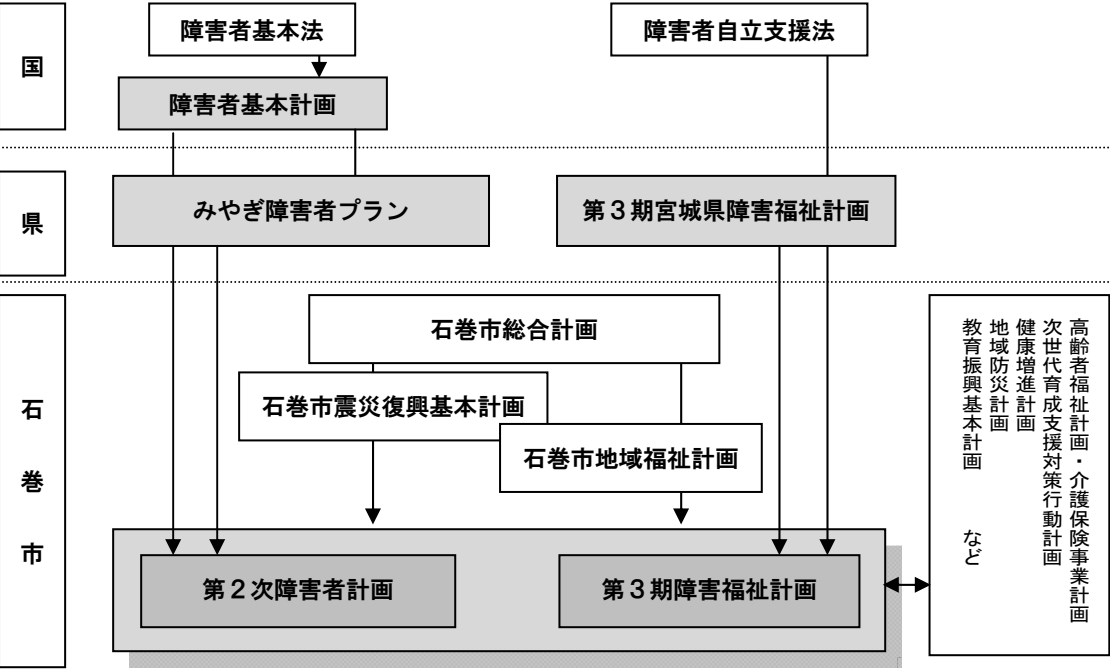 国
障害者基本法
障害者自立支援法
障害者基本計画
県
みやぎ障害者プラン
第３期宮城県障害福祉計画
石巻市
石巻市総合計画
石巻市震災復興基本計画
石巻市地域福祉計画
第２次障害者計画
第３期障害福祉計画
高齢者福祉計画・介護保険事業計画
次世代育成支援対策行動計画
健康増進計画
地域防災計画
教育振興基本計画　など